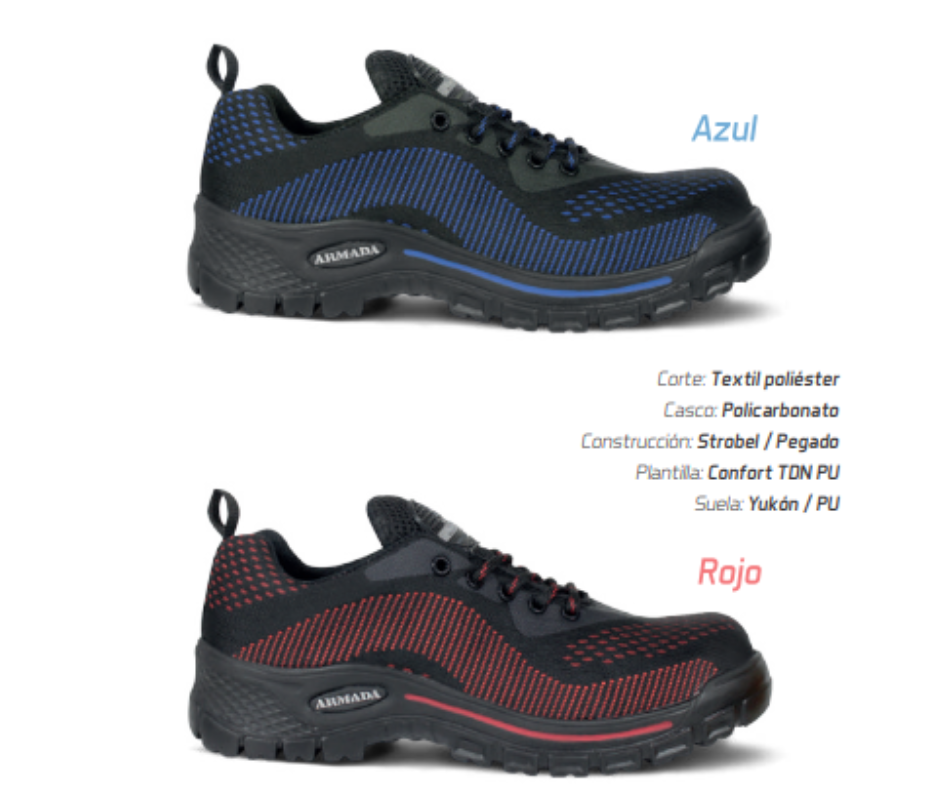 Azul
ARMADA
Corte: Textil poliéster
Casco: Policarbonato
Construcción: Strobel / Pegado
Plantilla: Confort TDN PU
Suela: Yukón / PU
Rojo
ARMADA